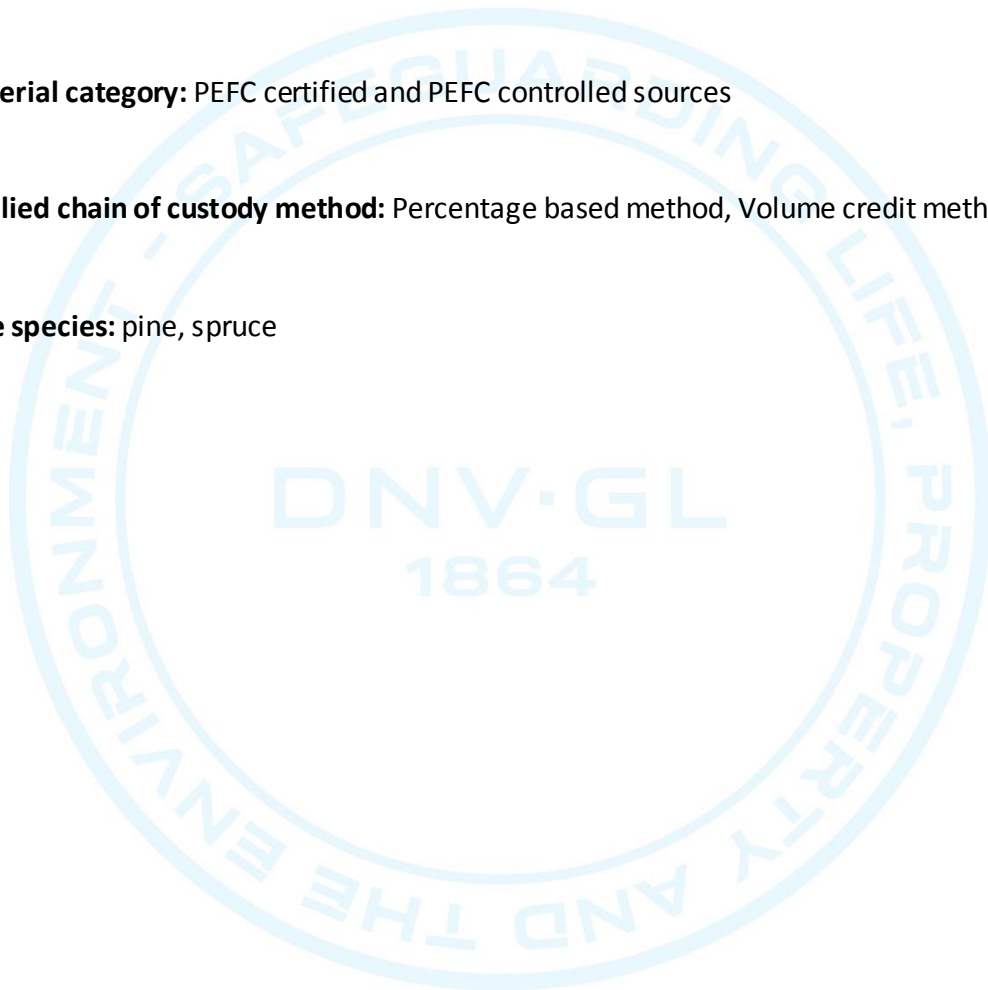 erial category: PEFC certified and PEFC controlled sources
lied chain of custody method: Percentage based method, Volume credit meth
e species: pine, spruce
SAFEGUARDING LIFE, PROPERTY AND THE ENVIRONMENT -
DNV·GL
1864